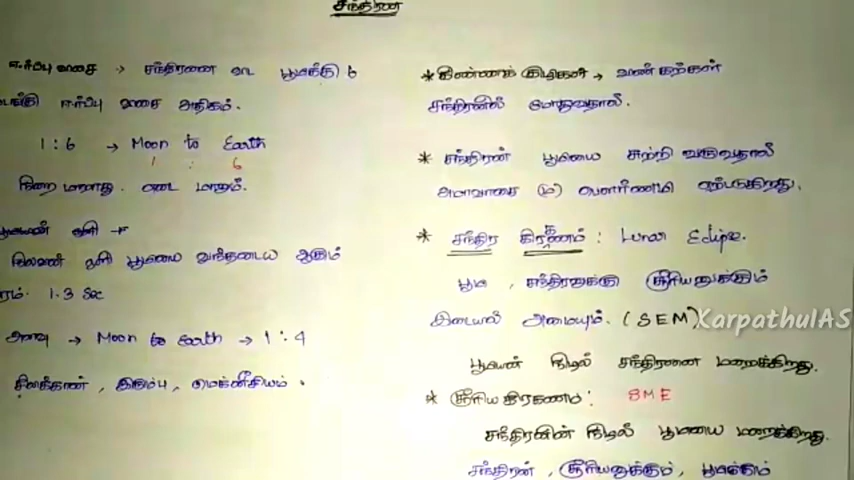 சந்திரன்
ஈர்ப்பு விசை → சந்திரனை விட பூமிக்கு 6
மடங்கு ஈர்ப்பு விசை அதிகம்.
1 : 6 → Moon to Earth
1 : 6
நிறை மாறாது. எடை மாறும்.
ஒளி →
நிலவின் ஒளி பூமியை வந்தடைய ஆகும்
நேரம் 1.3 Sec
அளவு → Moon to Earth → 1 : 4
சிலிக்கான், இரும்பு, மெக்னீசியம்.
* கிண்ணக் குழிகள் → விண் கற்கள்
சந்திரனில் மோதுவதால்.
* சந்திரன் பூமியை சுற்றி வருவதால்
அமாவாசை (ம) பௌர்ணமி ஏற்படுகிறது.
* சந்திர கிரகணம் : Lunar Eclipse.
பூமி, சந்திரனுக்கு சூரியனுக்கும்
இடையில் அமையும். (SEM)
KarpathuIAS
பூமியின் நிழல் சந்திரனை மறைக்கிறது.
* சூரிய கிரகணம் : SME
சந்திரனின் நிழல் பூமியை மறைக்கிறது.
சந்திரன், சூரியனுக்கும், பூமிக்கும்